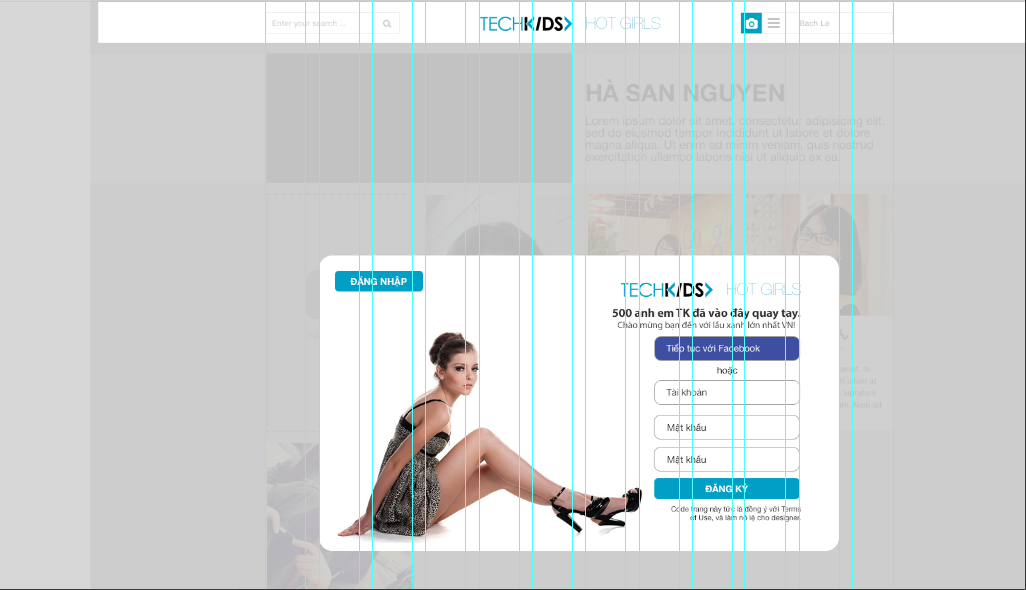 Enter your search ...
TECHKIDS HOT GIRLS
Bach Le
HÀ SAN NGUYEN
Lorem ipsum dolor sit amet, consectetur adipisicing elit,
sed do eiusmod tempor incididunt ut labore et dolore
magna aliqua. Ut enim ad minim veniam, quis nostrud
exercitation ullamco laboris nisi ut aliquip ex ea
ĐĂNG NHẬP
TECHKIDS HOT GIRLS
500 anh em TK đã vào đây quay tay.
Chào mừng bạn đến với lầu xanh lớn nhất VN!
Tiếp tục với Facebook
hoặc
Tài khoản
Mật khẩu
Mật khẩu
ĐĂNG KÝ
Code trang này tức là đồng ý với Terms
of Use, và làm nô lệ cho designer.